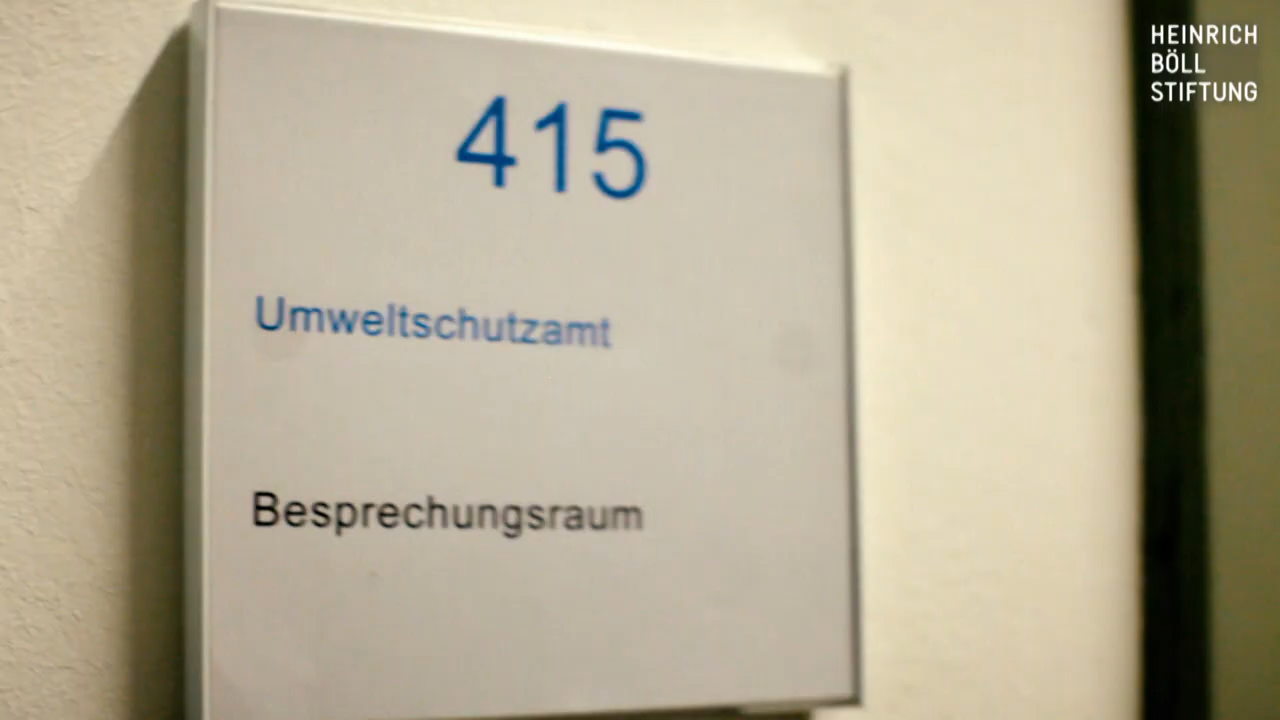 HEINRICH
BÖLL
STIFTUNG
415
Umweltschutzamt
Besprechungsraum